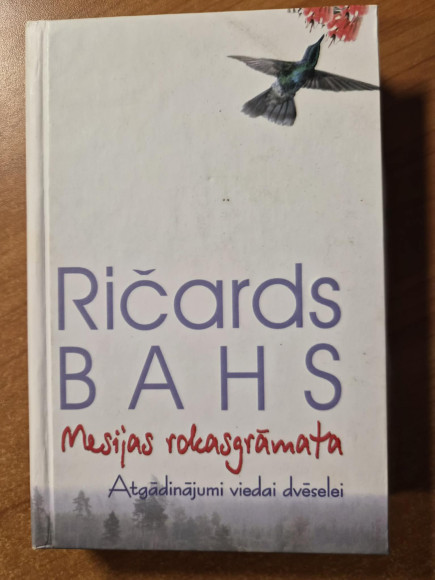 Ričards
BAHS
Mesijas rokasgrāmata
Atgādinājumi viedai dvēselei